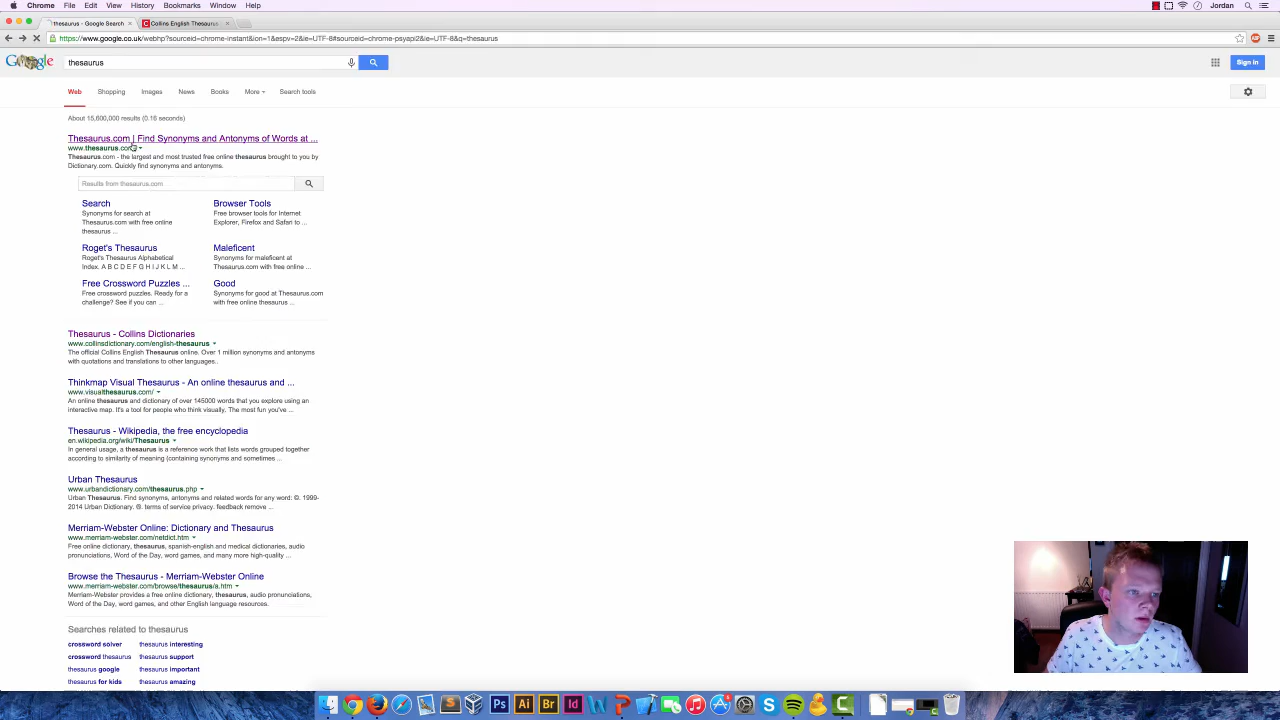 Chrome File Edit View History Bookmarks Window Help Jordan
thesaurus - Google Search Collins English Thesaurus
https://www.google.co.uk/webhp?sourceid=chrome-instant&ion=1&espv=2&ie=UTF-8#sourceid=chrome-psyapi2&ie=UTF-8&q=thesaurus
Google thesaurus Sign in
Web Shopping Images News Books More Search tools
About 15,600,000 results (0.16 seconds)
Thesaurus.com | Find Synonyms and Antonyms of Words at ...
www.thesaurus.com
Thesaurus.com - the largest and most trusted free online thesaurus brought to you by
Dictionary.com. Quickly find synonyms and antonyms.
Results from thesaurus.com
Search
Synonyms for search at
Thesaurus.com with free online
thesaurus ...
Browser Tools
Free browser tools for Internet
Explorer, Firefox and Safari to ...
Roget's Thesaurus
Roget's Thesaurus Alphabetical
Index. A B C D E F G H I J K L M ...
Maleficent
Synonyms for maleficent at
Thesaurus.com with free online ...
Free Crossword Puzzles ...
Free crossword puzzles. Ready for a
challenge? See if you can ...
Good
Synonyms for good at Thesaurus.com
with free online thesaurus ...
Thesaurus - Collins Dictionaries
www.collinsdictionary.com/english-thesaurus
The official Collins English Thesaurus online. Over 1 million synonyms and antonyms
with quotations and translations to other languages..
Thinkmap Visual Thesaurus - An online thesaurus and ...
www.visualthesaurus.com/
An online thesaurus and dictionary of over 145000 words that you explore using an
interactive map. It's a tool for people who think visually. The most fun you've ...
Thesaurus - Wikipedia, the free encyclopedia
en.wikipedia.org/wiki/Thesaurus
In general usage, a thesaurus is a reference work that lists words grouped together
according to similarity of meaning (containing synonyms and sometimes ...
Urban Thesaurus
www.urbandictionary.com/thesaurus.php
Urban Thesaurus. Find synonyms, antonyms and related words for any word: ©. 1999-
2014 Urban Dictionary. ®. terms of service privacy. feedback remove ...
Merriam-Webster Online: Dictionary and Thesaurus
www.merriam-webster.com/netdict.htm
Free online dictionary, thesaurus, spanish-english and medical dictionaries, audio
pronunciations, Word of the Day, word games, and many more high-quality ...
Browse the Thesaurus - Merriam-Webster Online
www.merriam-webster.com/browse/thesaurus/a.htm
Merriam-Webster provides a free online dictionary, thesaurus, audio pronunciations,
Word of the Day, word games, and other English language resources.
Searches related to thesaurus
crossword solver thesaurus interesting
crossword thesaurus thesaurus support
thesaurus google thesaurus important
thesaurus for kids thesaurus amazing
Ps Ai Br Id